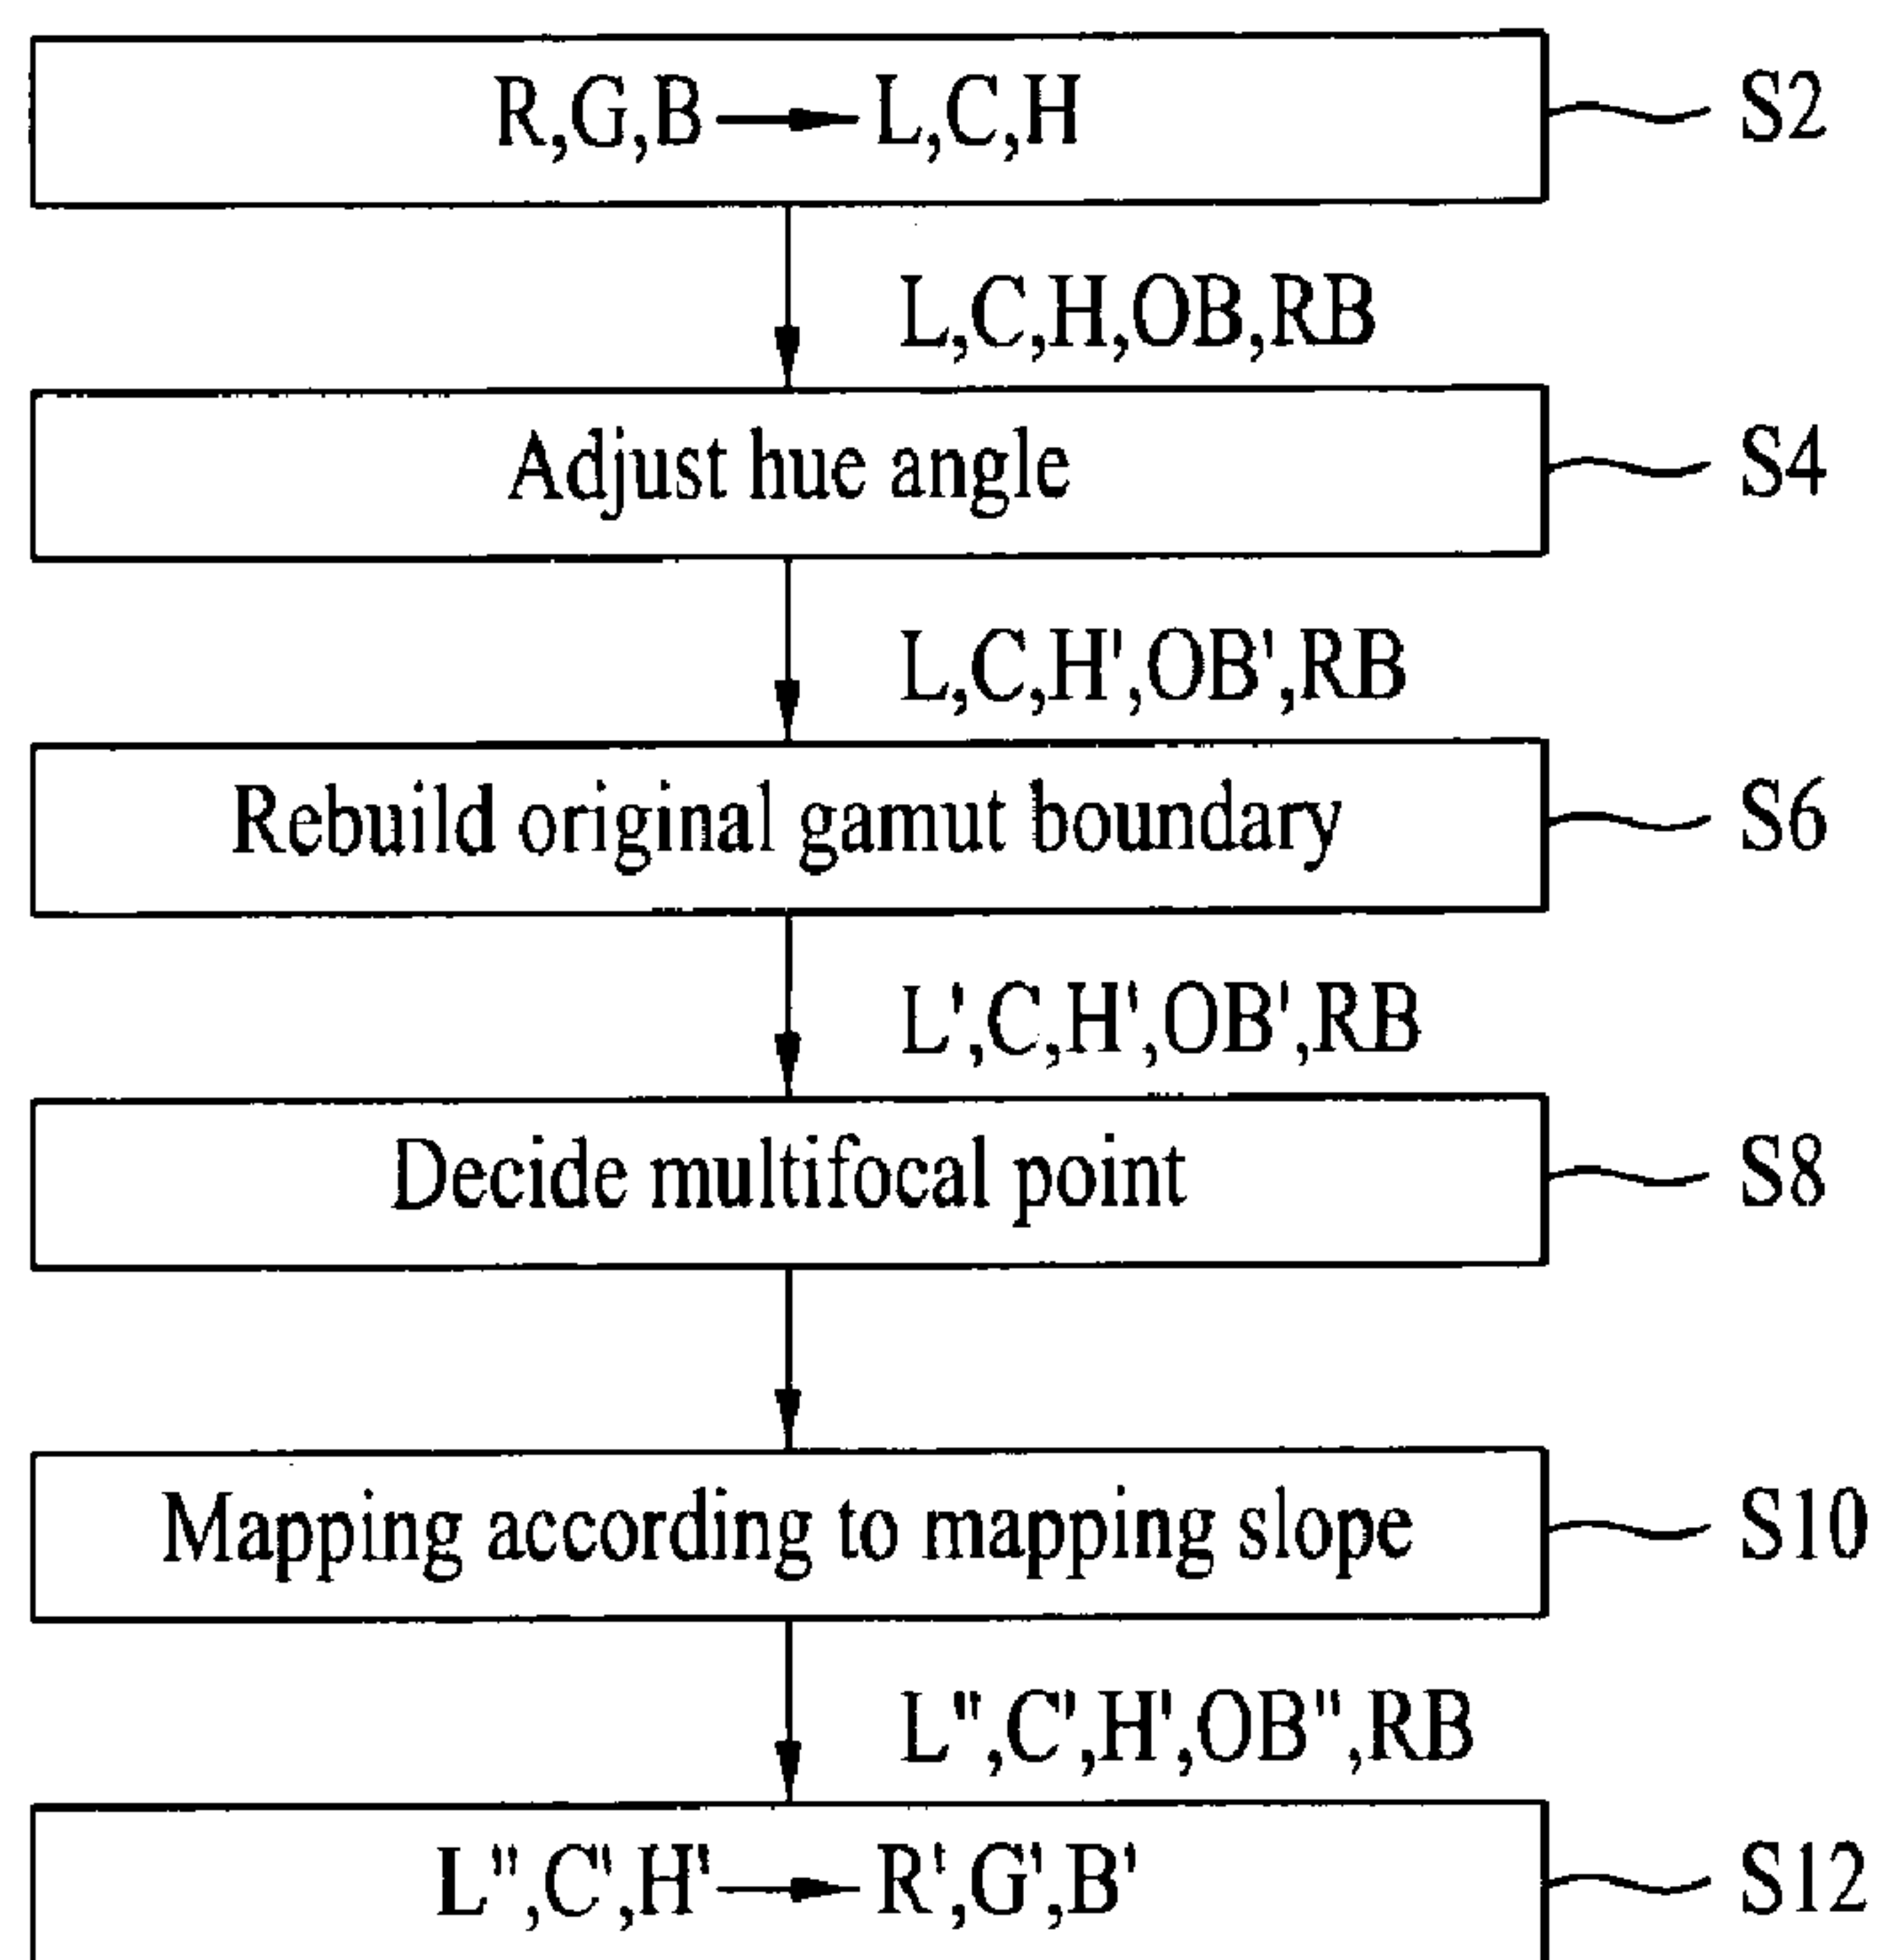 R,G,B → L,C,H S2
L,C,H,OB,RB
Adjust hue angle S4
L,C,H',OB',RB
Rebuild original gamut boundary S6
L',C,H',OB',RB
Decide multifocal point S8
Mapping according to mapping slope S10
L",C',H',OB",RB
L",C',H' → R',G',B' S12